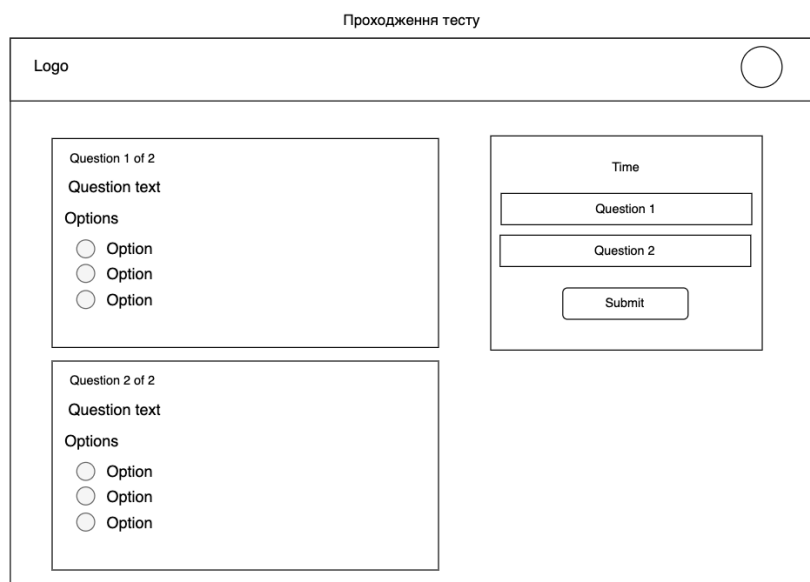 Проходження тесту
Logo
Question 1 of 2
Question text
Options
Option
Option
Option
Question 2 of 2
Question text
Options
Option
Option
Option
Time
Question 1
Question 2
Submit